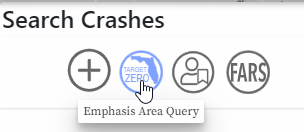 Search Crashes
TARGET
ZERO
FARS
Emphasis Area Query